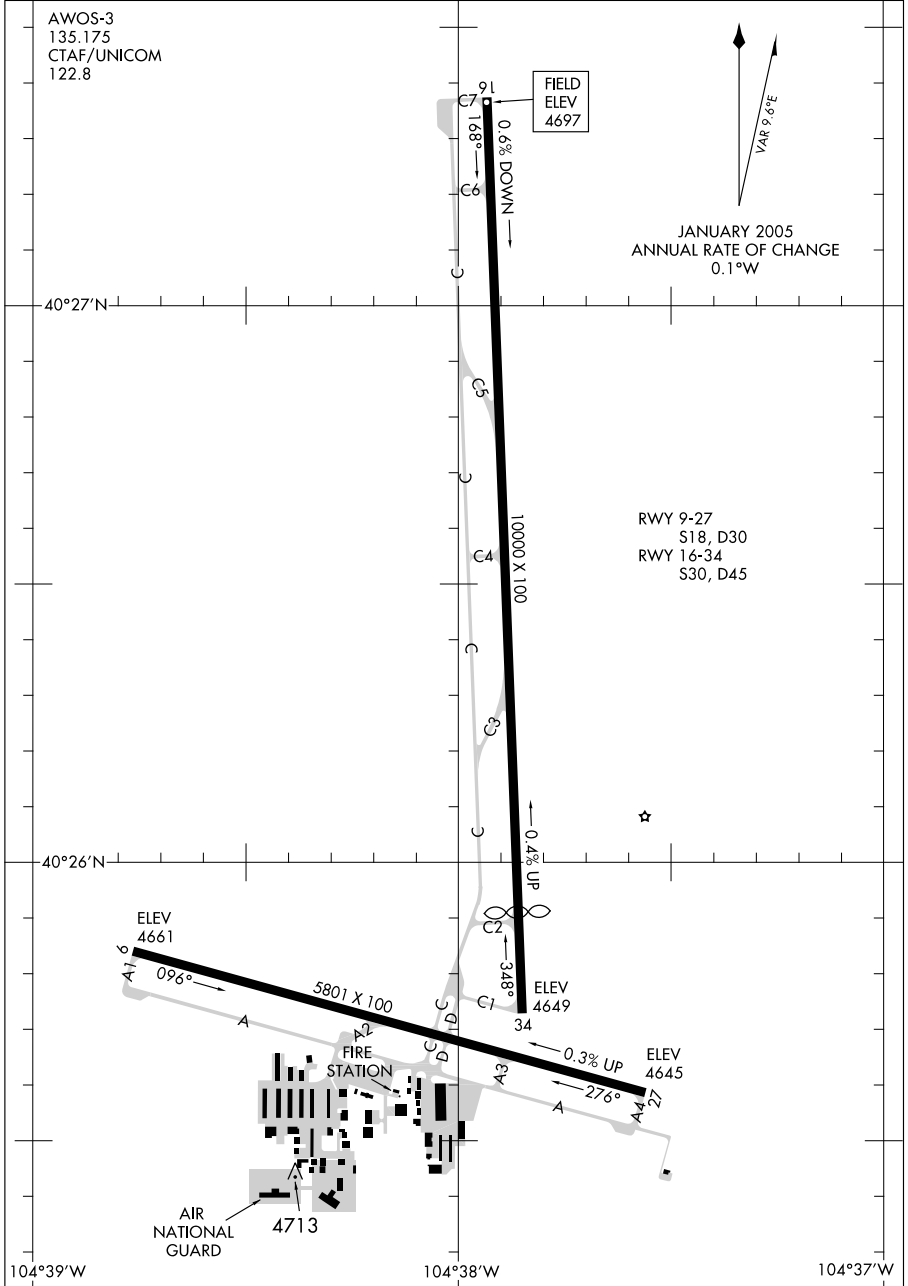 AWOS-3
135.175
CTAF/UNICOM
122.8
VAR 9.6°E
JANUARY 2005
ANNUAL RATE OF CHANGE
0.1°W
FIELD
ELEV
4697
16
C7
168°
0.6% DOWN
C6
C
40°27'N
C5
C
10000 X 100
C4
RWY 9-27
S18, D30
RWY 16-34
S30, D45
C
C3
C
0.4% UP
40°26'N
C2
348°
ELEV
4661
9
A1
096°
5801 X 100
C
D
C1
ELEV
4649
34
A
A2
C
D
FIRE
STATION
A3
0.3% UP
276°
ELEV
4645
27
A4
A
AIR
NATIONAL
GUARD
4713
104°39'W
104°38'W
104°37'W